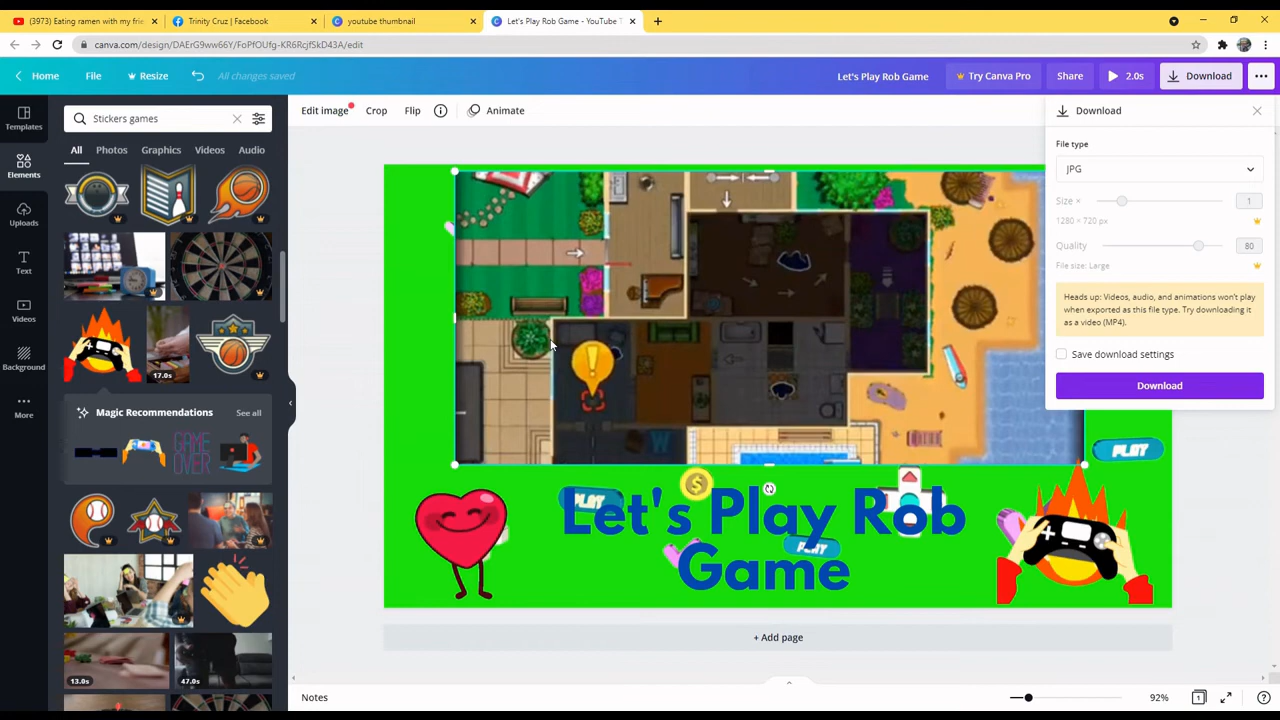 (3973) Eating ramen with my frie
Trinity Cruz | Facebook
youtube thumbnail
Let's Play Rob Game - YouTube T
canva.com/design/DAErG9ww66Y/FoPfOUfg-KR6RcjfSkD43A/edit
Home
File
Resize
All changes saved
Let's Play Rob Game
Try Canva Pro
Share
2.0s
Download
Templates
Elements
Uploads
Text
Videos
Background
More
Stickers games
All
Photos
Graphics
Videos
Audio
17.0s
Magic Recommendations
See all
GAME
OVER
13.0s
47.0s
Edit image
Crop
Flip
Animate
Download
File type
JPG
Size ×
1
1280 × 720 px
Quality
80
File size: Large
Heads up: Videos, audio, and animations won't play
when exported as this file type. Try downloading it
as a video (MP4).
Save download settings
Download
PLAY
PLAY
Let's Play Rob
PLAY
Game
+ Add page
Notes
92%
1